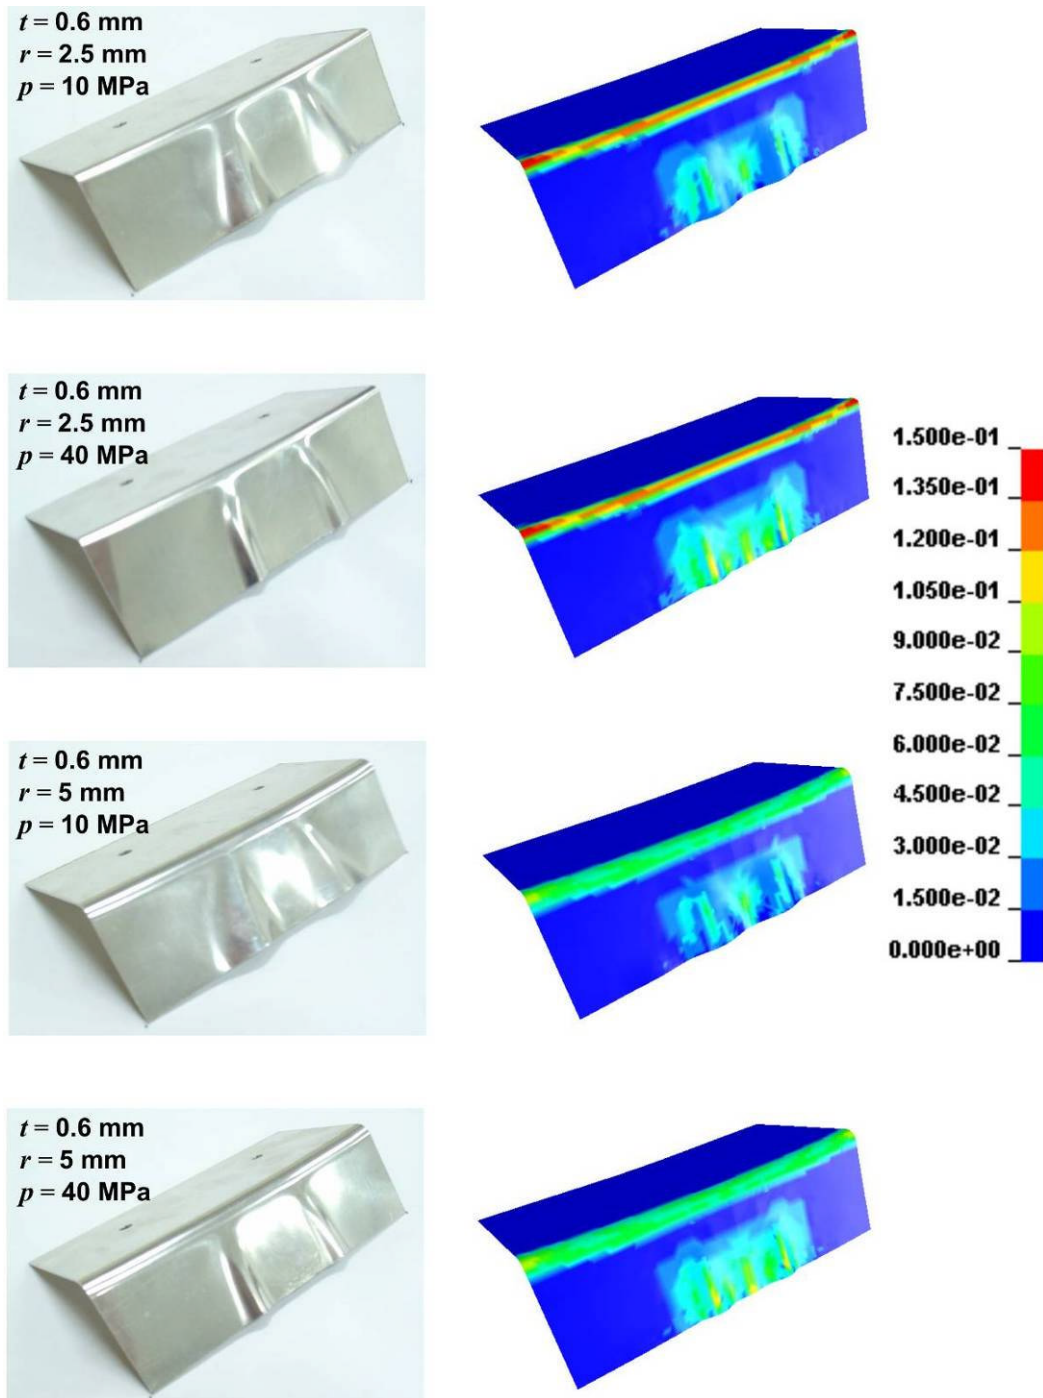 t = 0.6 mm
r = 2.5 mm
p = 10 MPa
t = 0.6 mm
r = 2.5 mm
p = 40 MPa
1.500e-01
1.350e-01
1.200e-01
1.050e-01
9.000e-02
7.500e-02
6.000e-02
4.500e-02
3.000e-02
1.500e-02
0.000e+00
t = 0.6 mm
r = 5 mm
p = 10 MPa
t = 0.6 mm
r = 5 mm
p = 40 MPa